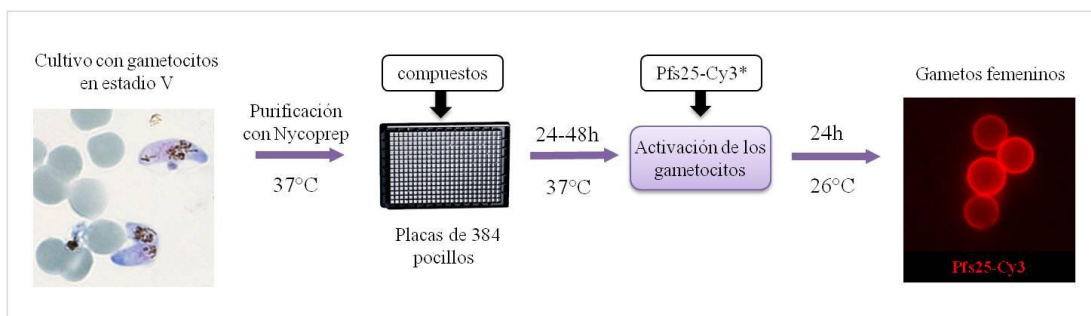 Cultivo con gametocitos
en estadio V
Purificación
con Nycoprep
37°C
compuestos
Placas de 384
pocillos
24-48h
37°C
Pfs25-Cy3*
Activación de los
gametocitos
24h
26°C
Gametos femeninos
Pfs25-Cy3